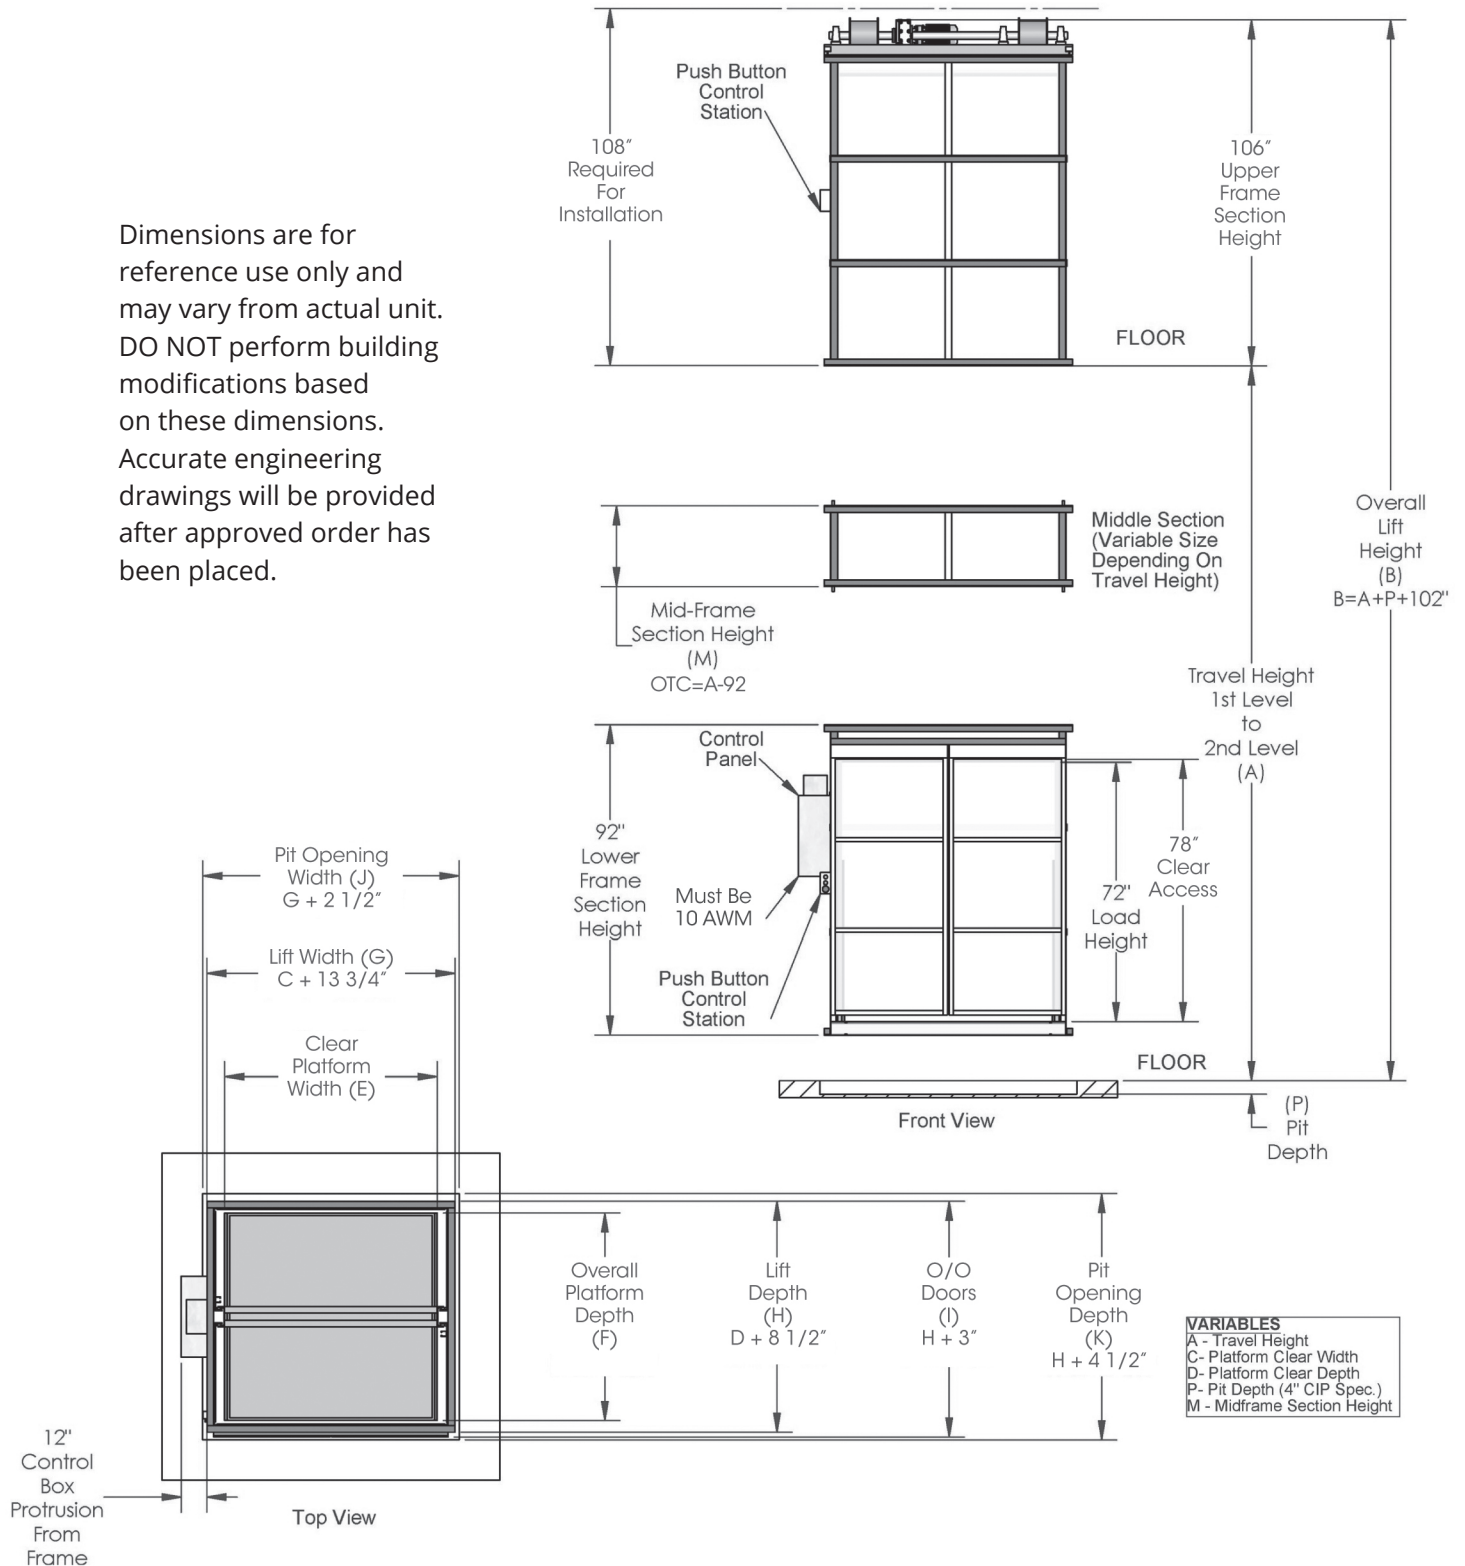 Dimensions are for
reference use only and
may vary from actual unit.
DO NOT perform building
modifications based
on these dimensions.
Accurate engineering
drawings will be provided
after approved order has
been placed.
Push Button
Control
Station
108"
Required
For
Installation
106"
Upper
Frame
Section
Height
FLOOR
Middle Section
(Variable Size
Depending On
Travel Height)
Overall
Lift
Height
(B)
B=A+P+102"
Mid-Frame
Section Height
(M)
OTC=A-92
Travel Height
1st Level
to
2nd Level
(A)
Control
Panel
92"
Lower
Frame
Section
Height
Must Be
10 AWM
Push Button
Control
Station
72"
Load
Height
78"
Clear
Access
FLOOR
Front View
(P)
Pit
Depth
Pit Opening
Width (J)
G + 2 1/2"
Lift Width (G)
C + 13 3/4"
Clear
Platform
Width (E)
Overall
Platform
Depth
(F)
Lift
Depth
(H)
D + 8 1/2"
O/O
Doors
(I)
H + 3"
Pit
Opening
Depth
(K)
H + 4 1/2"
VARIABLES
A - Travel Height
C- Platform Clear Width
D- Platform Clear Depth
P- Pit Depth (4" CIP Spec.)
M - Midframe Section Height
12"
Control
Box
Protrusion
From
Frame
Top View